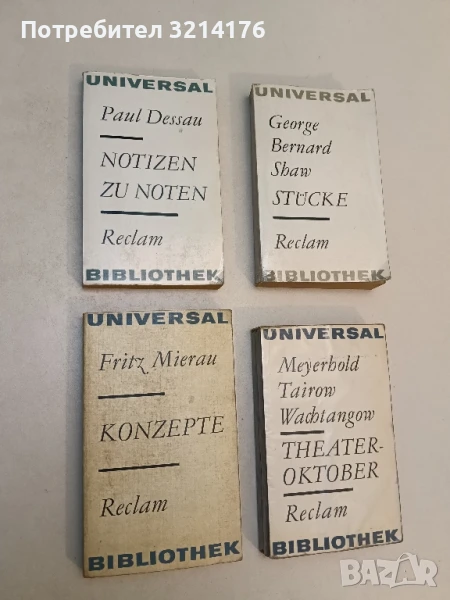 Потребител 3214176
UNIVERSAL
Paul Dessau
NOTIZEN
ZU NOTEN
Reclam
BIBLIOTHEK
UNIVERSAL
George
Bernard
Shaw
STÜCKE
Reclam
BIBLIOTHEK
UNIVERSAL
Fritz Mierau
KONZEPTE
Reclam
BIBLIOTHEK
UNIVERSAL
Meyerhold
Tairow
Wachtangow
THEATER-
OKTOBER
Reclam
BIBLIOTHEK
BAZAR